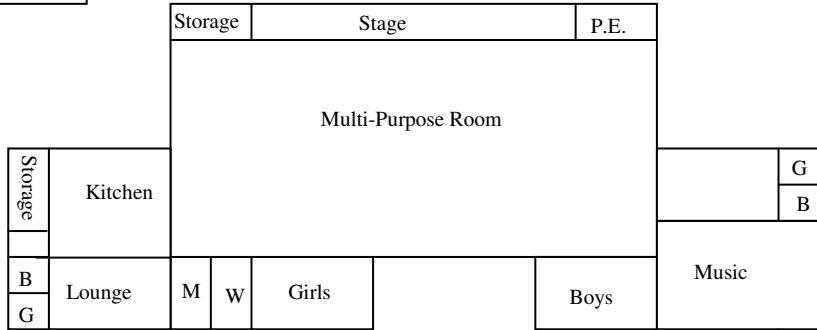 Storage Stage P.E.
Multi-Purpose Room
Storage
Kitchen
G
B
Music
B
G
Lounge
M
W
Girls
Boys